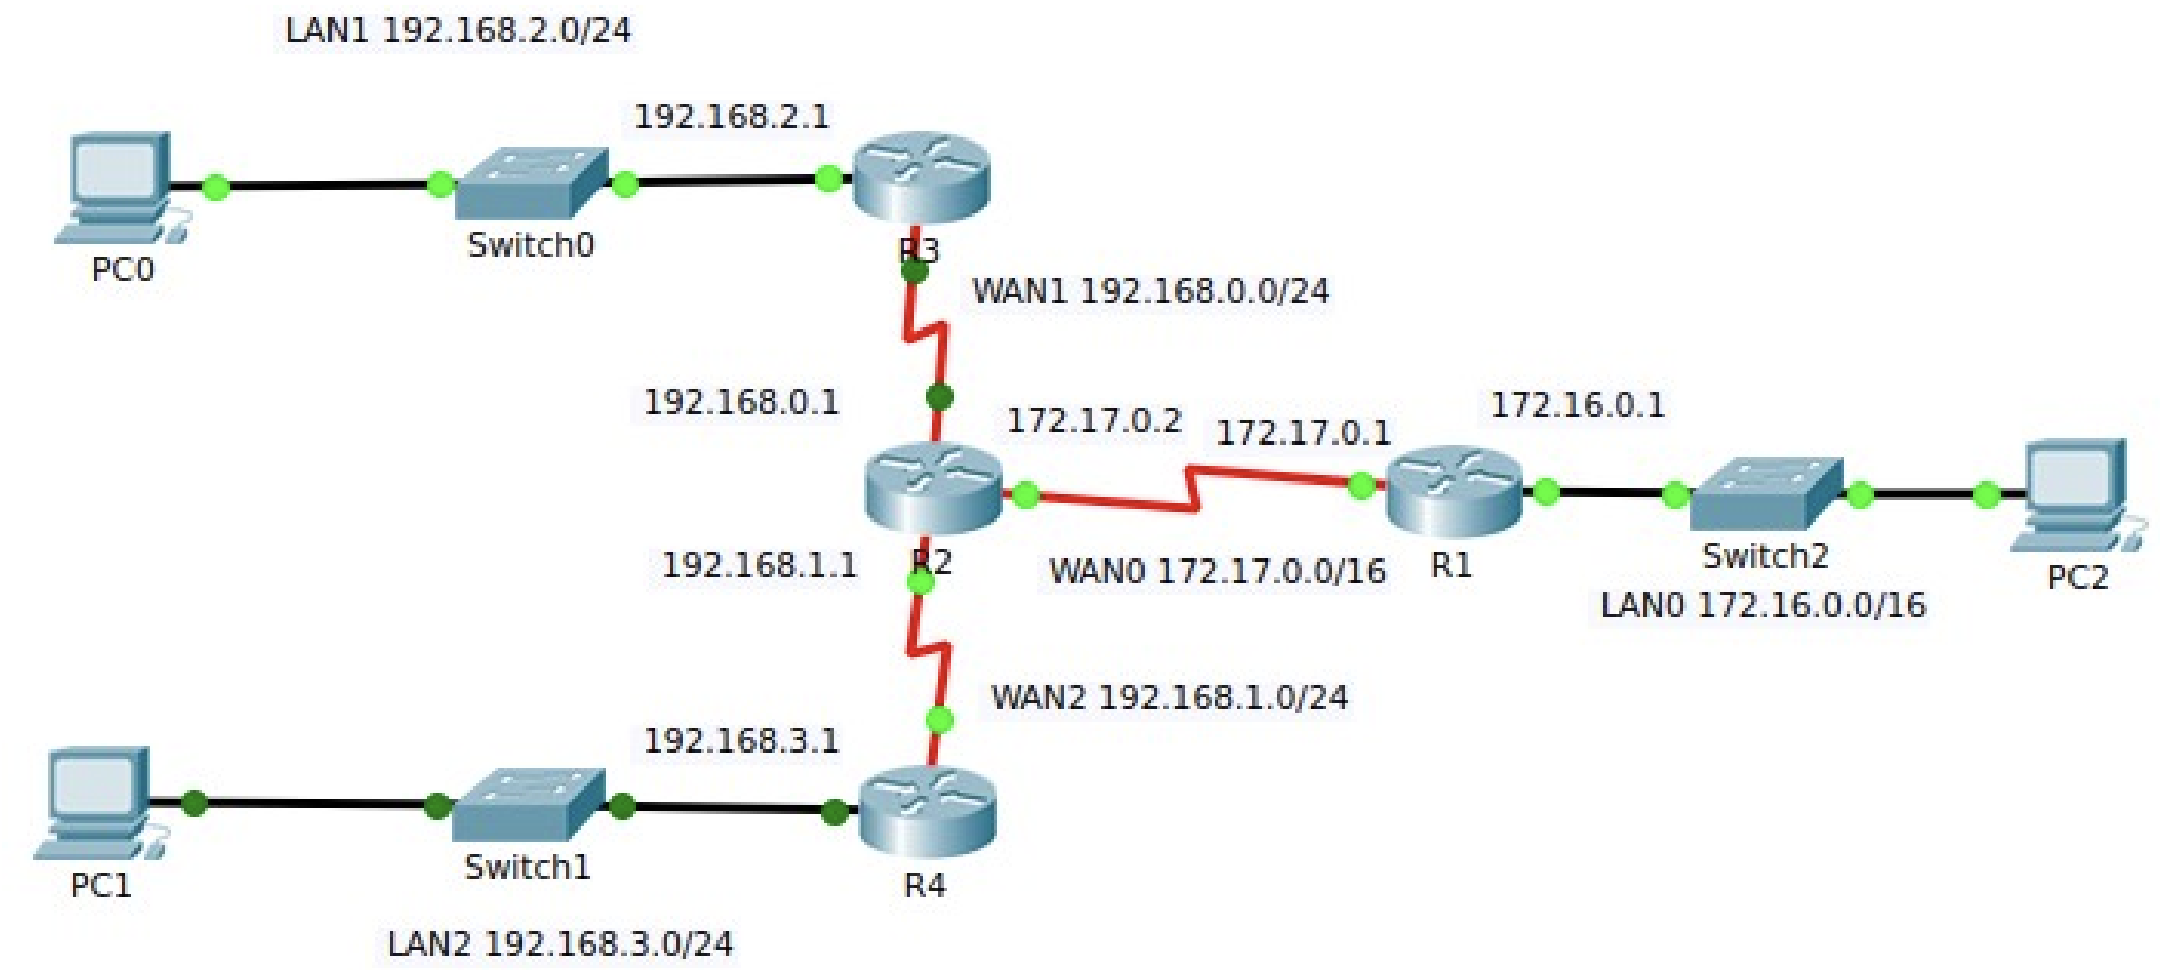 LAN1 192.168.2.0/24
192.168.2.1
Switch0
R3
PC0
WAN1 192.168.0.0/24
192.168.0.1
172.17.0.2
172.17.0.1
172.16.0.1
192.168.1.1
R2
WAN0 172.17.0.0/16
R1
Switch2
PC2
LAN0 172.16.0.0/16
WAN2 192.168.1.0/24
192.168.3.1
Switch1
PC1
R4
LAN2 192.168.3.0/24